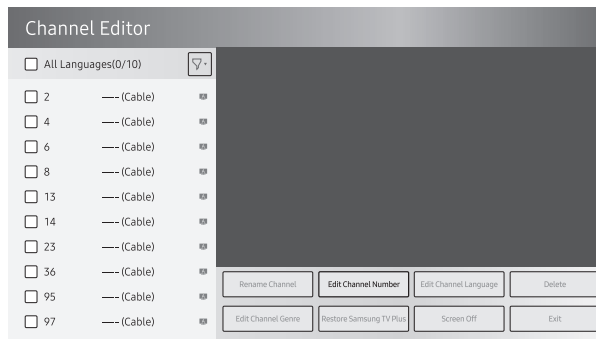 Channel Editor
All Languages(0/10)
2 —-- (Cable)
4 —-- (Cable)
6 —-- (Cable)
8 —-- (Cable)
13 —-- (Cable)
14 —-- (Cable)
23 —-- (Cable)
36 —-- (Cable)
95 —-- (Cable)
97 —-- (Cable)
Rename Channel Edit Channel Number Edit Channel Language Delete
Edit Channel Genre Restore Samsung TV Plus Screen Off Exit